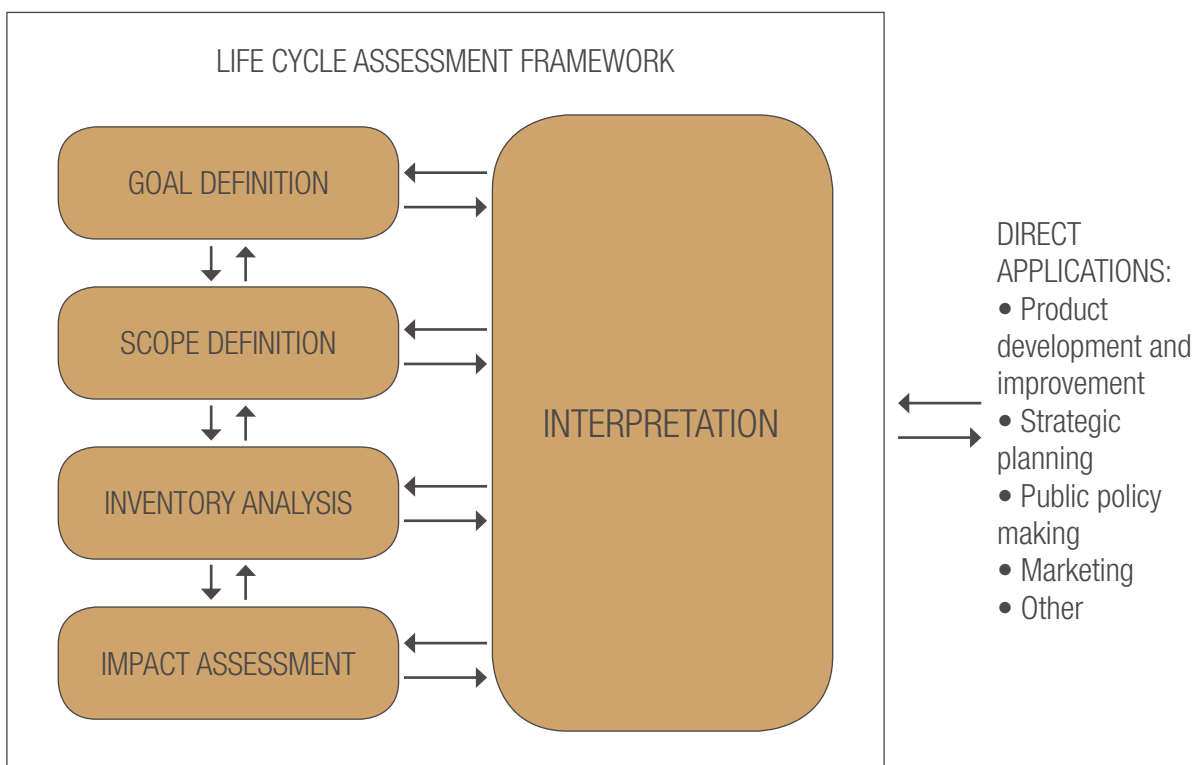 LIFE CYCLE ASSESSMENT FRAMEWORK
GOAL DEFINITION
SCOPE DEFINITION
INVENTORY ANALYSIS
IMPACT ASSESSMENT
INTERPRETATION
DIRECT
APPLICATIONS:
• Product
development and
improvement
• Strategic
planning
• Public policy
making
• Marketing
• Other